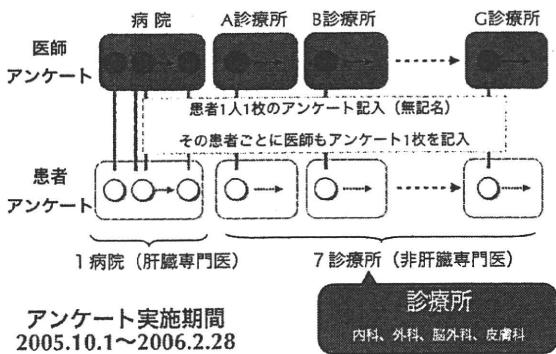 病院 A診療所 B診療所 G診療所
医師
アンケート
患者1人1枚のアンケート記入（無記名）
その患者ごとに医師もアンケート1枚を記入
患者
アンケート
1病院（肝臓専門医） 7診療所（非肝臓専門医）
アンケート実施期間
2005.10.1〜2006.2.28
診療所
内科、外科、脳外科、皮膚科